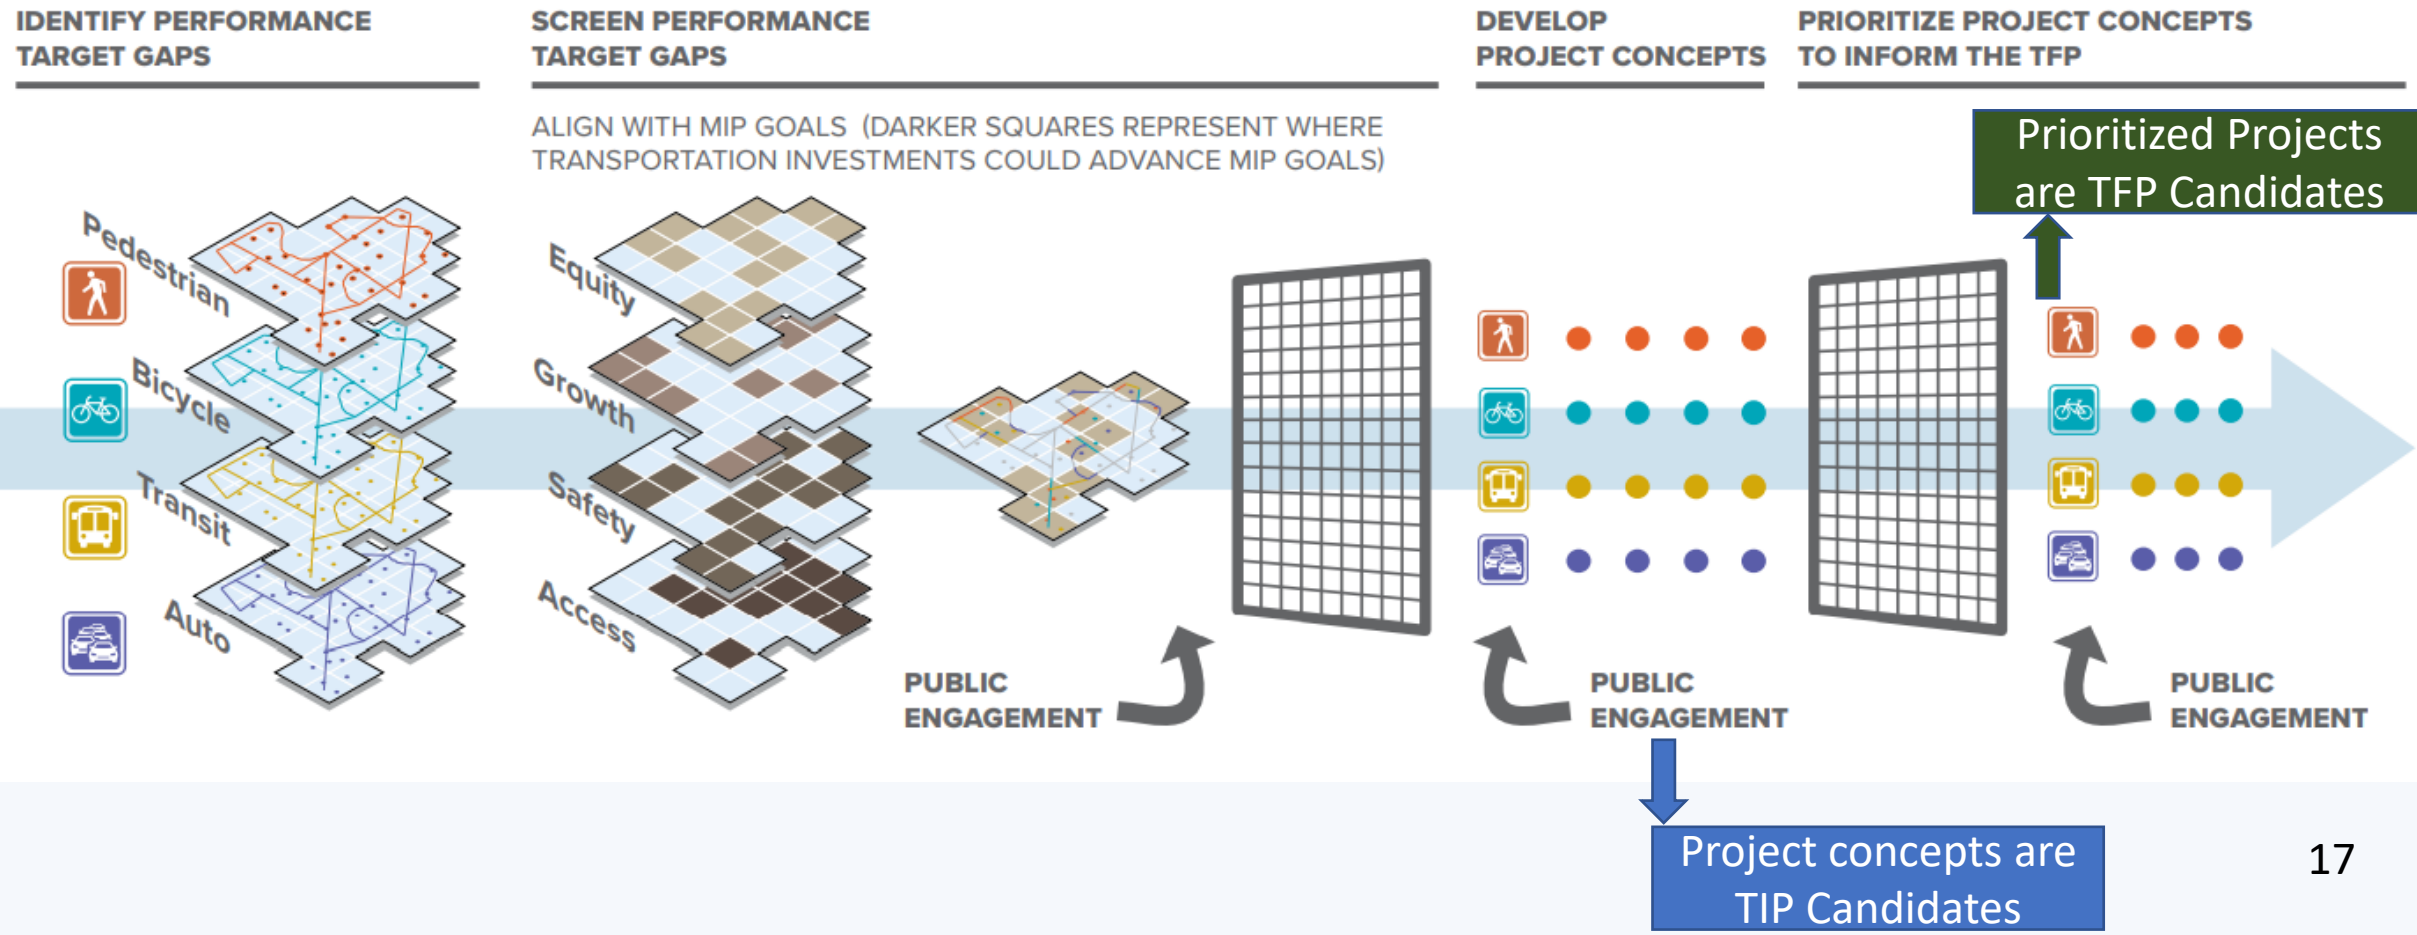 IDENTIFY PERFORMANCE
TARGET GAPS
SCREEN PERFORMANCE
TARGET GAPS
ALIGN WITH MIP GOALS (DARKER SQUARES REPRESENT WHERE
TRANSPORTATION INVESTMENTS COULD ADVANCE MIP GOALS)
DEVELOP
PROJECT CONCEPTS
PRIORITIZE PROJECT CONCEPTS
TO INFORM THE TFP
Prioritized Projects
are TFP Candidates
Pedestrian
Bicycle
Transit
Auto
Equity
Growth
Safety
Access
PUBLIC
ENGAGEMENT
PUBLIC
ENGAGEMENT
PUBLIC
ENGAGEMENT
Project concepts are
TIP Candidates
17